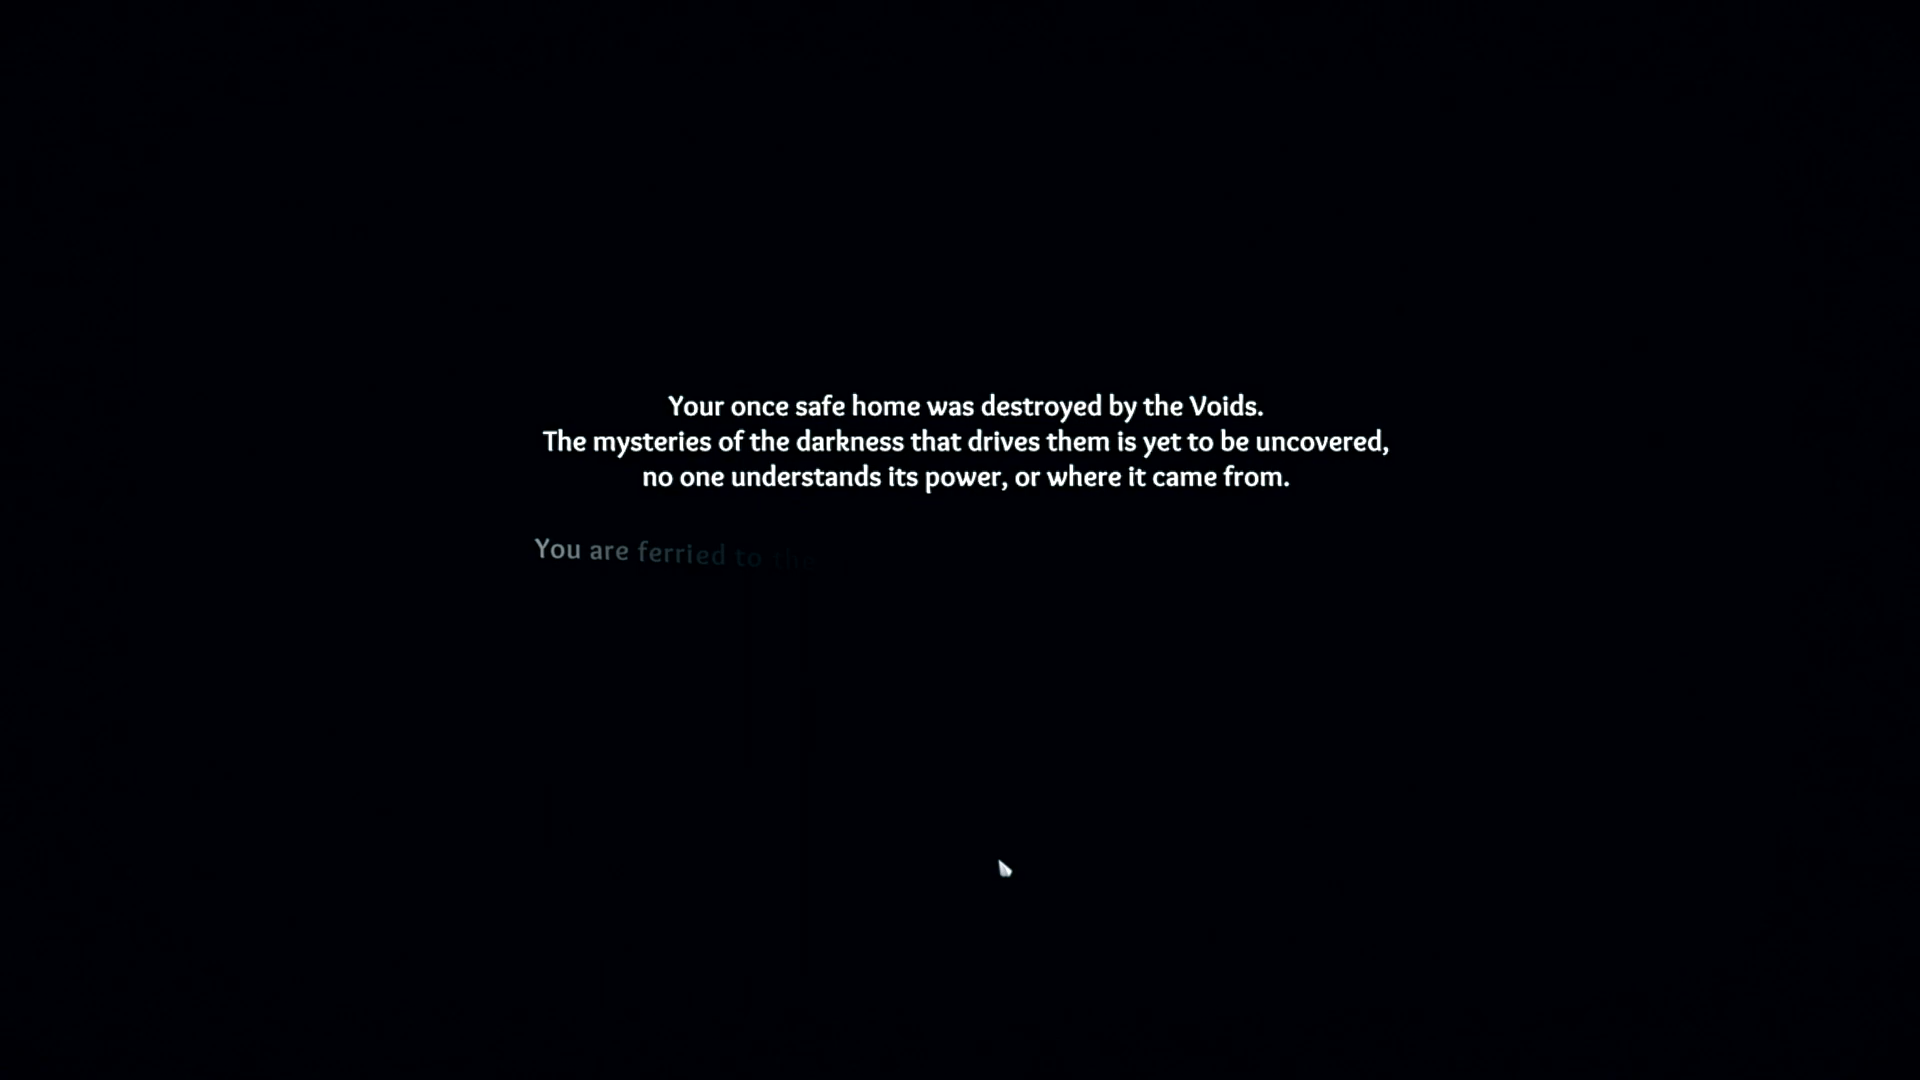 Your once safe home was destroyed by the Voids.
The mysteries of the darkness that drives them is yet to be uncovered,
no one understands its power, or where it came from.
You are ferried to the